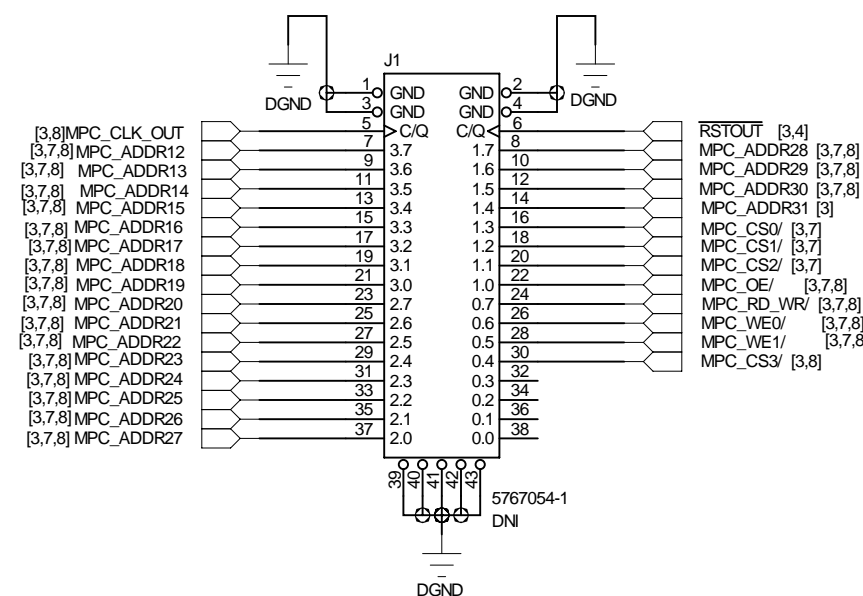 J1
DGND 1 GND GND 2 DGND
3 GND GND 4
[3,8]MPC_CLK_OUT 5 C/Q C/Q 6 RSTOUT [3,4]
[3,7,8]MPC_ADDR12 7 3.7 1.7 8 MPC_ADDR28 [3,7,8]
[3,7,8] MPC_ADDR13 9 3.6 1.6 10 MPC_ADDR29 [3,7,8]
[3,7,8] MPC_ADDR14 11 3.5 1.5 12 MPC_ADDR30 [3,7,8]
[3,7,8] MPC_ADDR15 13 3.4 1.4 14 MPC_ADDR31 [3]
[3,7,8] MPC_ADDR16 15 3.3 1.3 16 MPC_CS0/ [3,7]
[3,7,8]MPC_ADDR17 17 3.2 1.2 18 MPC_CS1/ [3,7]
[3,7,8] MPC_ADDR18 19 3.1 1.1 20 MPC_CS2/ [3,7]
[3,7,8] MPC_ADDR19 21 3.0 1.0 22 MPC_OE/ [3,7,8]
[3,7,8] MPC_ADDR20 23 2.7 0.7 24 MPC_RD_WR/ [3,7,8]
[3,7,8] MPC_ADDR21 25 2.6 0.6 26 MPC_WE0/ [3,7,8]
[3,7,8] MPC_ADDR22 27 2.5 0.5 28 MPC_WE1/ [3,7,8
[3,7,8]MPC_ADDR23 29 2.4 0.4 30 MPC_CS3/ [3,8]
[3,7,8] MPC_ADDR24 31 2.3 0.3 32
[3,7,8]MPC_ADDR25 33 2.2 0.2 34
[3,7,8] MPC_ADDR26 35 2.1 0.1 36
[3,7,8] MPC_ADDR27 37 2.0 0.0 38
39 40 41 42 43
5767054-1
DNI
DGND